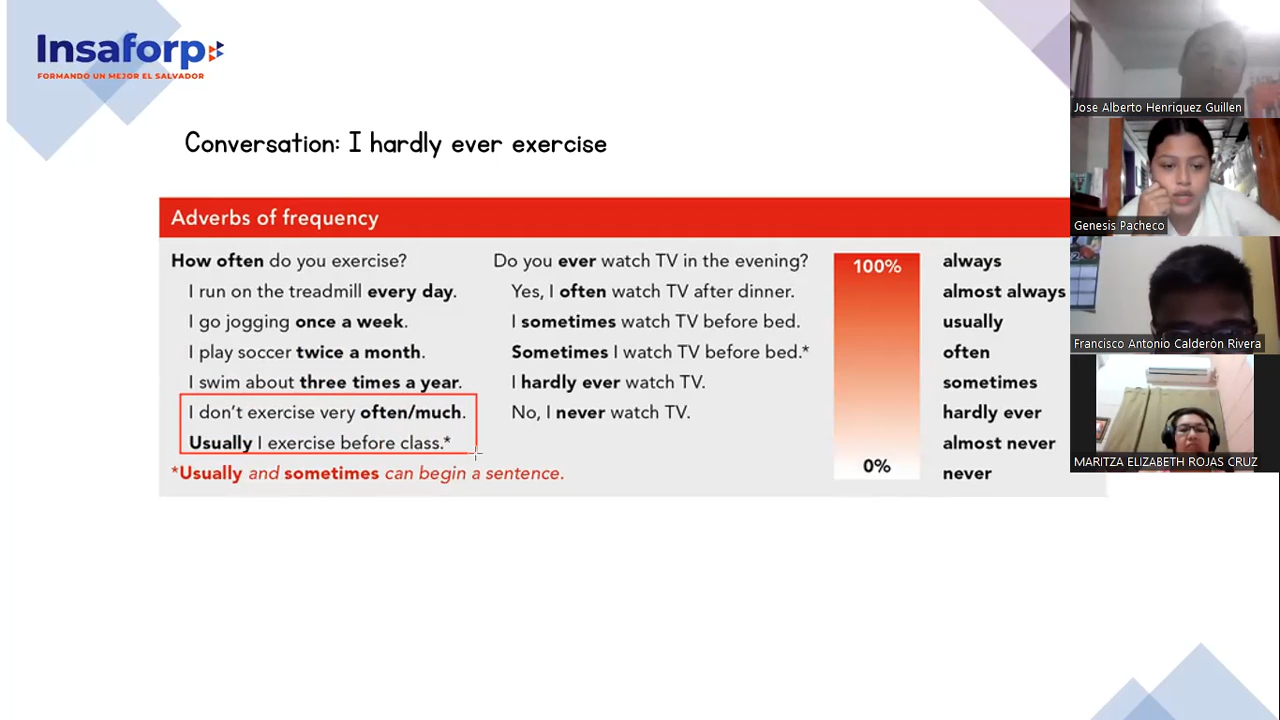 Insaforp
FORMANDO UN MEJOR EL SALVADOR
Conversation: I hardly ever exercise
Adverbs of frequency
How often do you exercise?
I run on the treadmill every day.
I go jogging once a week.
I play soccer twice a month.
I swim about three times a year.
I don't exercise very often/much.
Usually I exercise before class.*
*Usually and sometimes can begin a sentence.
Do you ever watch TV in the evening?
Yes, I often watch TV after dinner.
I sometimes watch TV before bed.
Sometimes I watch TV before bed.*
I hardly ever watch TV.
No, I never watch TV.
100%
0%
always
almost always
usually
often
sometimes
hardly ever
almost never
never
Jose Alberto Henriquez Guillen
Genesis Pacheco
Francisco Antonio Calderòn Rivera
MARITZA ELIZABETH ROJAS CRUZ